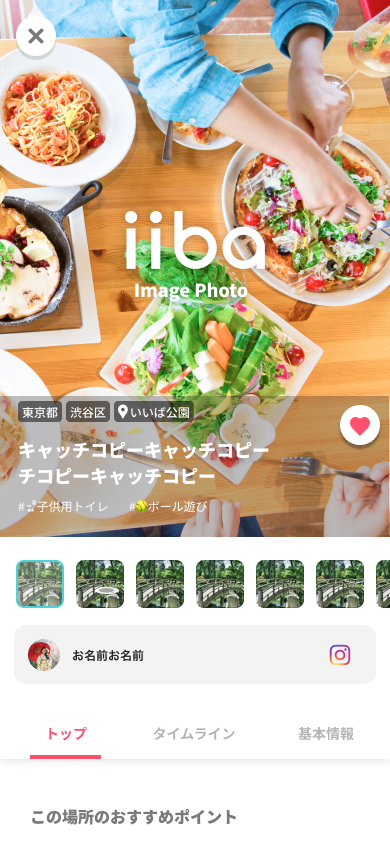 iiba
Image Photo
東京都 渋谷区 いいば公園
キャッチコピーキャッチコピー
チコピーキャッチコピー
#子供用トイレ #ボール遊び
お名前お名前
トップ タイムライン 基本情報
この場所のおすすめポイント